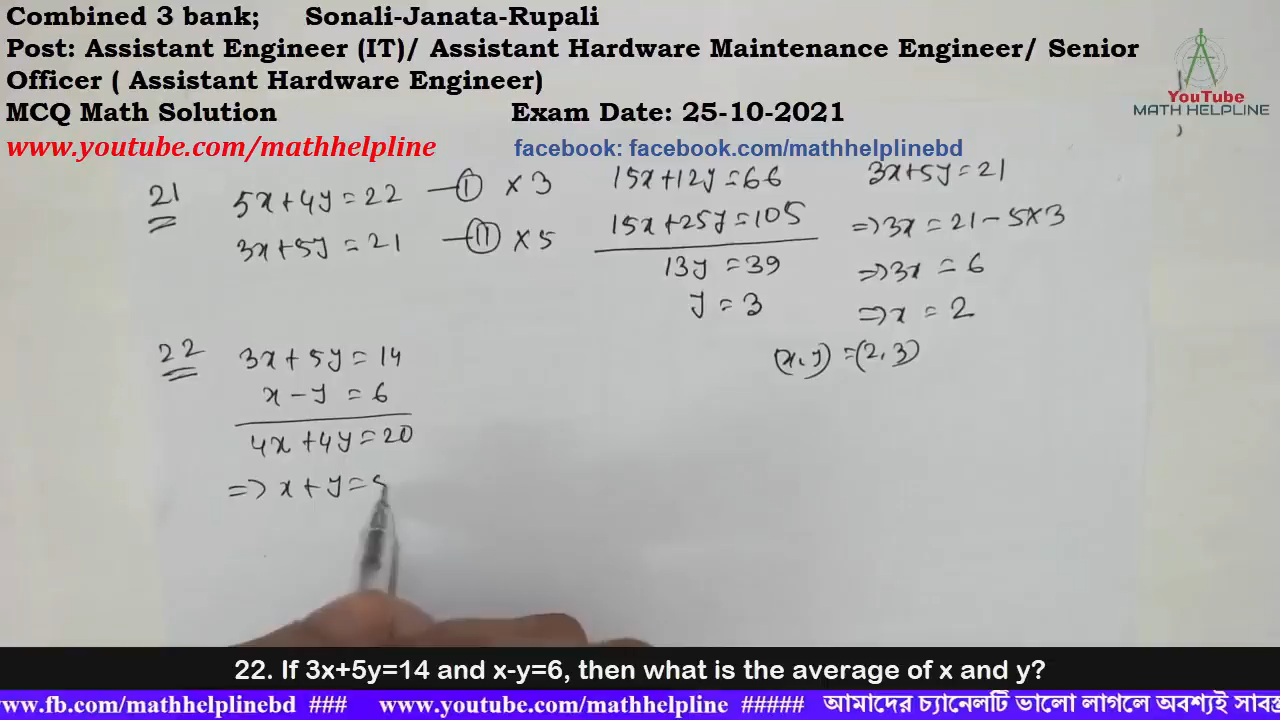 Combined 3 bank; Sonali-Janata-Rupali
Post: Assistant Engineer (IT)/ Assistant Hardware Maintenance Engineer/ Senior
Officer ( Assistant Hardware Engineer)
MCQ Math Solution Exam Date: 25-10-2021
www.youtube.com/mathhelpline facebook: facebook.com/mathhelplinebd
YouTube
MATH HELPLINE
21
5x+4y=22 —(I) ×3
3x+5y=21 —(II) ×5
15x+12y=66
15x+25y=105
13y=39
y=3
3x+5y=21
⇒3x=21-5×3
⇒3x=6
⇒x=2
(x,y)=(2,3)
22
3x+5y=14
x-y=6
4x+4y=20
⇒x+y=
22. If 3x+5y=14 and x-y=6, then what is the average of x and y?
www.fb.com/mathhelplinebd ### www.youtube.com/mathhelpline ##### আমাদের চ্যানেলটি ভালো লাগলে অবশ্যই